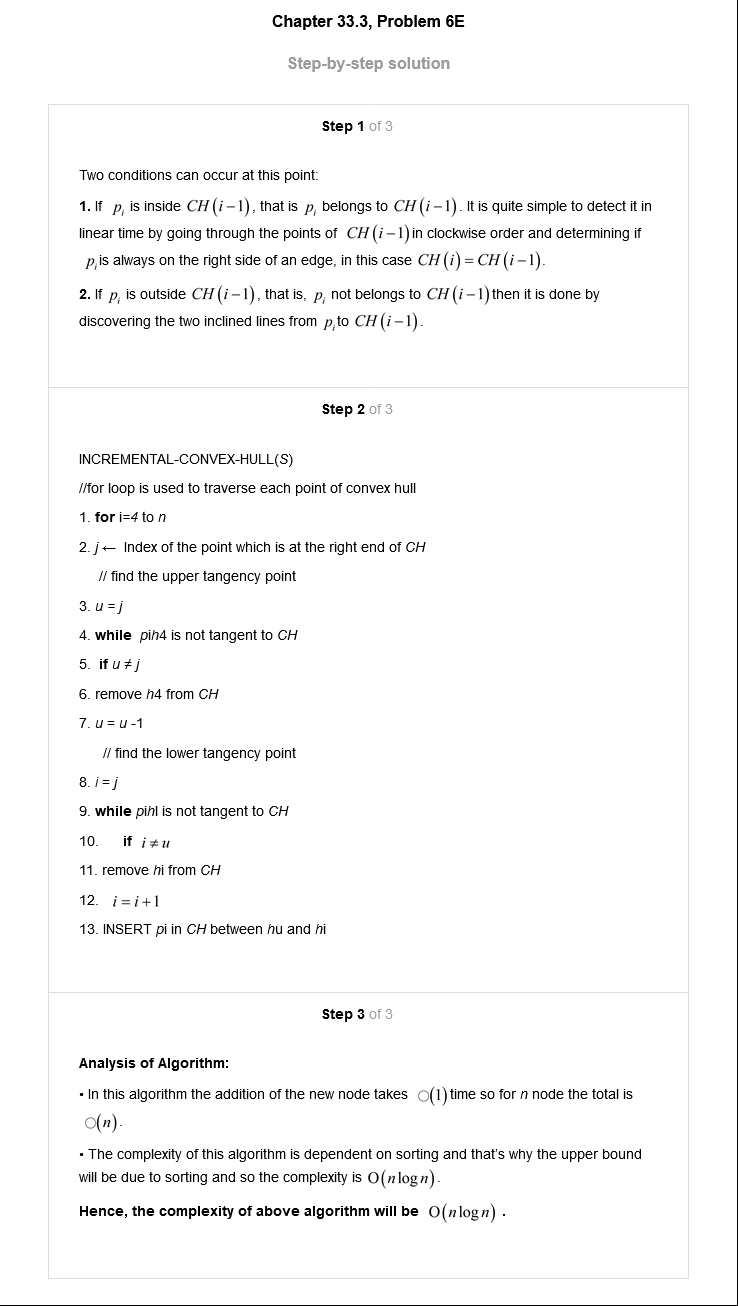 Chapter 33.3, Problem 6E
Step-by-step solution
Step 1 of 3
Two conditions can occur at this point:
1. If p_i is inside CH(i−1), that is p_i belongs to CH(i−1). It is quite simple to detect it in
linear time by going through the points of CH(i−1) in clockwise order and determining if
p_i is always on the right side of an edge, in this case CH(i) = CH(i−1).
2. If p_i is outside CH(i−1), that is, p_i not belongs to CH(i−1) then it is done by
discovering the two inclined lines from p_i to CH(i−1).
Step 2 of 3
INCREMENTAL-CONVEX-HULL(S)
//for loop is used to traverse each point of convex hull
1. for i=4 to n
2. j ← Index of the point which is at the right end of CH
// find the upper tangency point
3. u = j
4. while pih4 is not tangent to CH
5. if u ≠ j
6. remove h4 from CH
7. u = u -1
// find the lower tangency point
8. i = j
9. while pihl is not tangent to CH
10. if i ≠ u
11. remove hi from CH
12. i = i+1
13. INSERT pi in CH between hu and hi
Step 3 of 3
Analysis of Algorithm:
• In this algorithm the addition of the new node takes ○(1) time so for n node the total is
○(n).
• The complexity of this algorithm is dependent on sorting and that's why the upper bound
will be due to sorting and so the complexity is O(n log n).
Hence, the complexity of above algorithm will be O(n log n) .